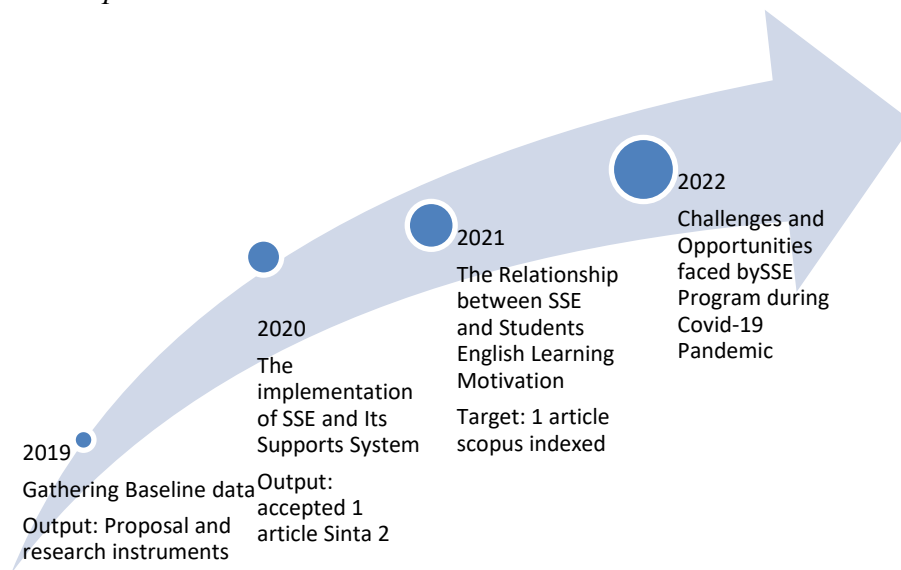 2019
Gathering Baseline data
Output: Proposal and
research instruments
2020
The
implementation
of SSE and Its
Supports System
Output:
accepted 1
article Sinta 2
2021
The Relationship
between SSE
and Students
English Learning
Motivation
Target: 1 article
scopus indexed
2022
Challenges and
Opportunities
faced bySSE
Program during
Covid-19
Pandemic